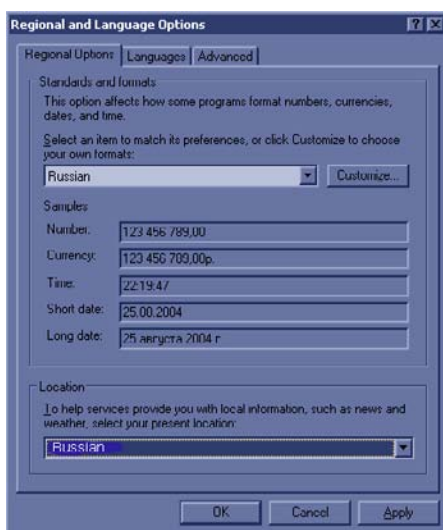 Regional and Language Options
Regional Options Languages Advanced
Standards and formats
This option affects how some programs format numbers, currencies,
dates, and time.
Select an item to match its preferences, or click Customize to choose
your own formats:
Russian Customize...
Samples
Number: 123 456 789,00
Currency: 123 456 789,00р.
Time: 22:19:47
Short date: 25.08.2004
Long date: 25 августа 2004 г.
Location
To help services provide you with local information, such as news and
weather, select your present location:
Russian
OK Cancel Apply